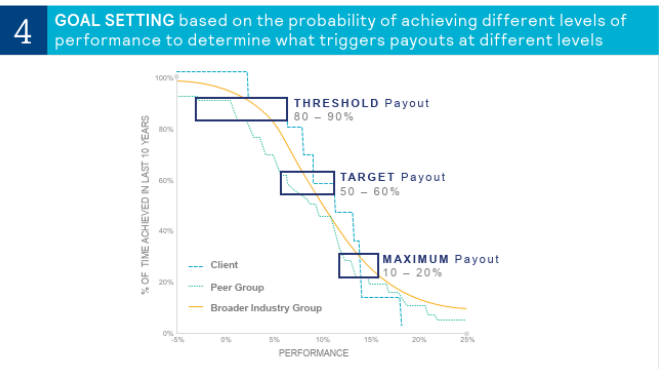 4
GOAL SETTING based on the probability of achieving different levels of
performance to determine what triggers payouts at different levels
% OF TIME ACHIEVED IN LAST 10 YEARS
100%
80%
60%
40%
20%
0%
THRESHOLD Payout
80 – 90%
TARGET Payout
50 – 60%
MAXIMUM Payout
10 – 20%
Client
Peer Group
Broader Industry Group
-5%
0%
5%
10%
15%
20%
25%
PERFORMANCE